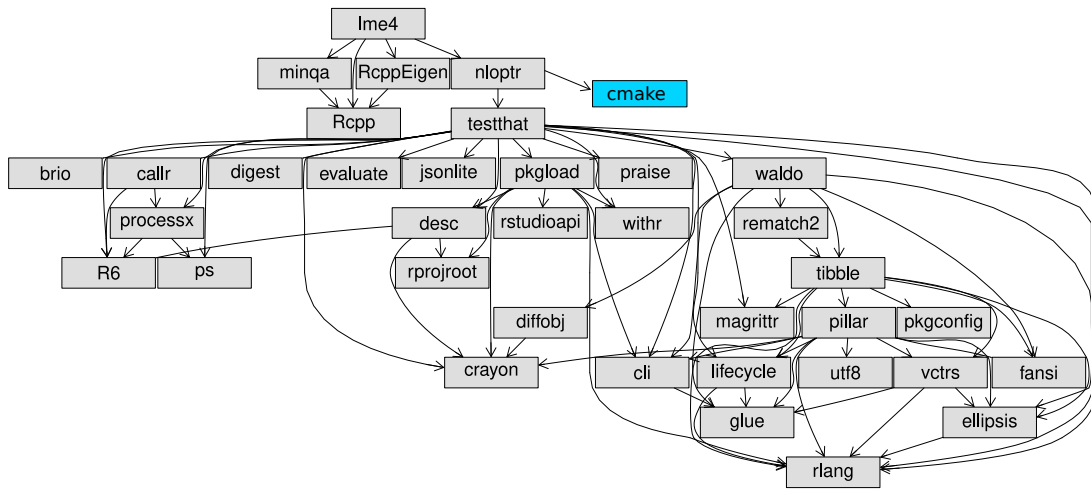 lme4
minqa RcppEigen nloptr
cmake
Rcpp testthat
brio callr digest evaluate jsonlite pkgload praise waldo
processx desc rstudioapi withr rematch2
R6 ps rprojroot tibble
diffobj magrittr pillar pkgconfig
crayon cli lifecycle utf8 vctrs fansi
glue ellipsis
rlang